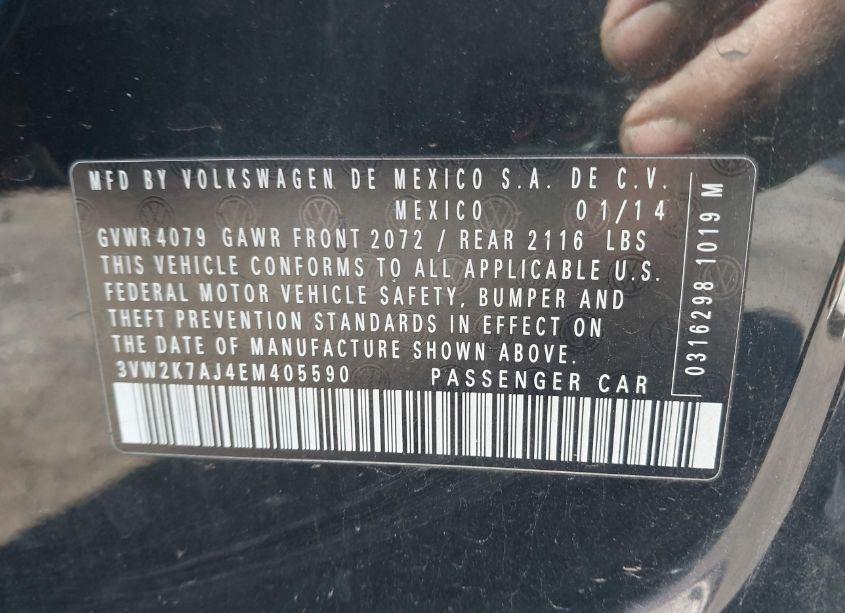 MFD BY VOLKSWAGEN DE MEXICO S.A. DE C.V.
MEXICO 01/14
GVWR4079 GAWR FRONT 2072 / REAR 2116 LBS
THIS VEHICLE CONFORMS TO ALL APPLICABLE U.S.
FEDERAL MOTOR VEHICLE SAFETY, BUMPER AND
THEFT PREVENTION STANDARDS IN EFFECT ON
THE DATE OF MANUFACTURE SHOWN ABOVE.
3VW2K7AJ4EM405590 PASSENGER CAR
0316298 1019 M